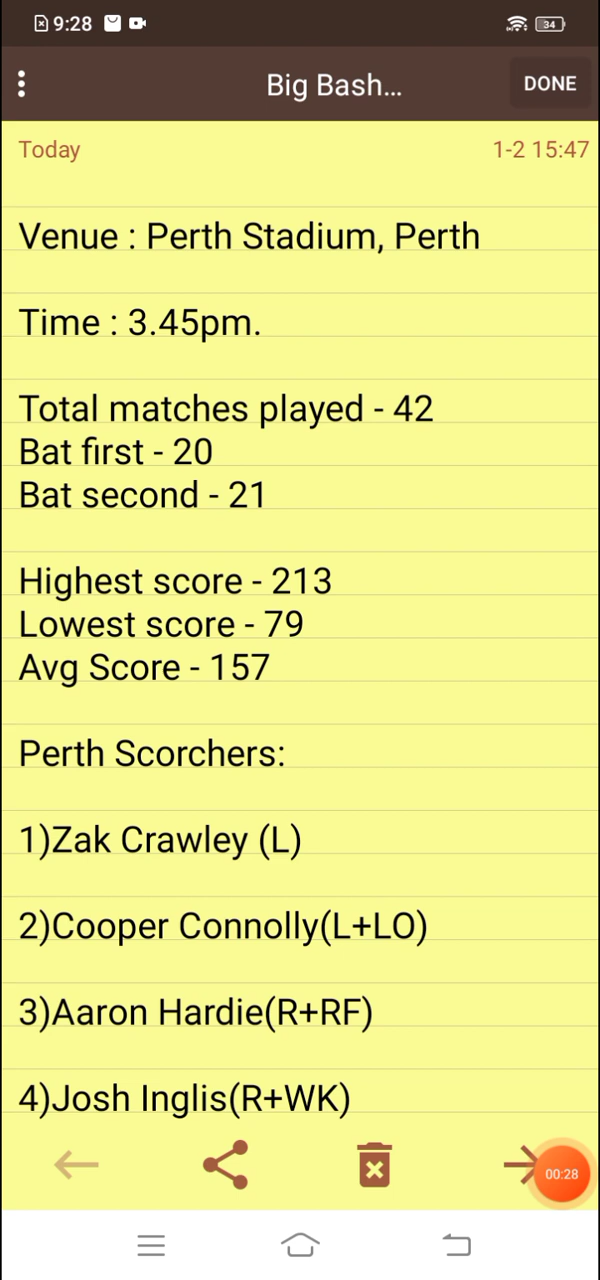 9:28
34
Big Bash...
DONE
Today
1-2 15:47
Venue : Perth Stadium, Perth
Time : 3.45pm.
Total matches played - 42
Bat first - 20
Bat second - 21
Highest score - 213
Lowest score - 79
Avg Score - 157
Perth Scorchers:
1)Zak Crawley (L)
2)Cooper Connolly(L+LO)
3)Aaron Hardie(R+RF)
4)Josh Inglis(R+WK)
00:28